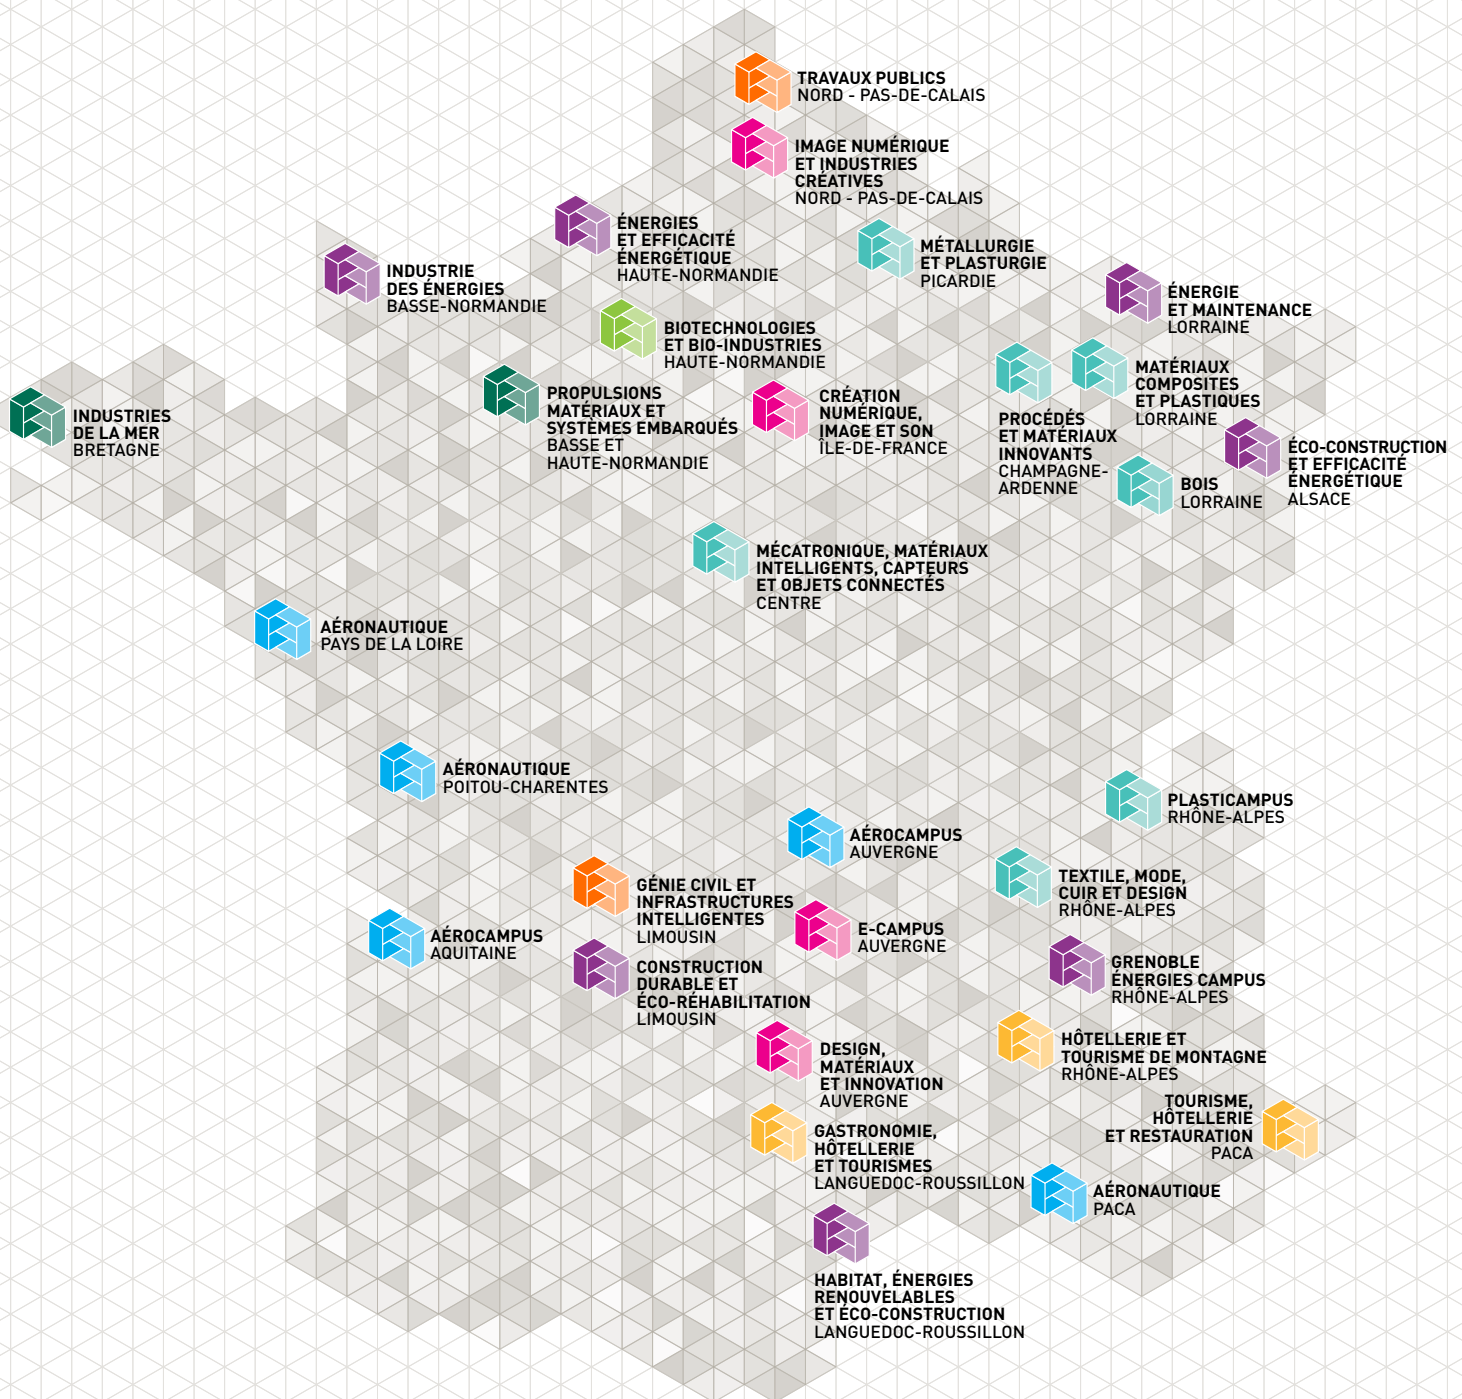 TRAVAUX PUBLICS
NORD - PAS-DE-CALAIS
IMAGE NUMÉRIQUE
ET INDUSTRIES
CRÉATIVES
NORD - PAS-DE-CALAIS
ÉNERGIES
ET EFFICACITÉ
ÉNERGÉTIQUE
HAUTE-NORMANDIE
MÉTALLURGIE
ET PLASTURGIE
PICARDIE
INDUSTRIE
DES ÉNERGIES
BASSE-NORMANDIE
ÉNERGIE
ET MAINTENANCE
LORRAINE
BIOTECHNOLOGIES
ET BIO-INDUSTRIES
HAUTE-NORMANDIE
MATÉRIAUX
COMPOSITES
ET PLASTIQUES
LORRAINE
INDUSTRIES
DE LA MER
BRETAGNE
PROPULSIONS
MATÉRIAUX ET
SYSTÈMES EMBARQUÉS
BASSE ET
HAUTE-NORMANDIE
CRÉATION
NUMÉRIQUE,
IMAGE ET SON
ÎLE-DE-FRANCE
PROCÉDÉS
ET MATÉRIAUX
INNOVANTS
CHAMPAGNE-
ARDENNE
ÉCO-CONSTRUCTION
ET EFFICACITÉ
ÉNERGÉTIQUE
ALSACE
BOIS
LORRAINE
MÉCATRONIQUE, MATÉRIAUX
INTELLIGENTS, CAPTEURS
ET OBJETS CONNECTÉS
CENTRE
AÉRONAUTIQUE
PAYS DE LA LOIRE
AÉRONAUTIQUE
POITOU-CHARENTES
PLASTICAMPUS
RHÔNE-ALPES
AÉROCAMPUS
AUVERGNE
GÉNIE CIVIL ET
INFRASTRUCTURES
INTELLIGENTES
LIMOUSIN
TEXTILE, MODE,
CUIR ET DESIGN
RHÔNE-ALPES
AÉROCAMPUS
AQUITAINE
E-CAMPUS
AUVERGNE
CONSTRUCTION
DURABLE ET
ÉCO-RÉHABILITATION
LIMOUSIN
GRENOBLE
ÉNERGIES CAMPUS
RHÔNE-ALPES
DESIGN,
MATÉRIAUX
ET INNOVATION
AUVERGNE
HÔTELLERIE ET
TOURISME DE MONTAGNE
RHÔNE-ALPES
TOURISME,
HÔTELLERIE
ET RESTAURATION
PACA
GASTRONOMIE,
HÔTELLERIE
ET TOURISMES
LANGUEDOC-ROUSSILLON
AÉRONAUTIQUE
PACA
HABITAT, ÉNERGIES
RENOUVELABLES
ET ÉCO-CONSTRUCTION
LANGUEDOC-ROUSSILLON